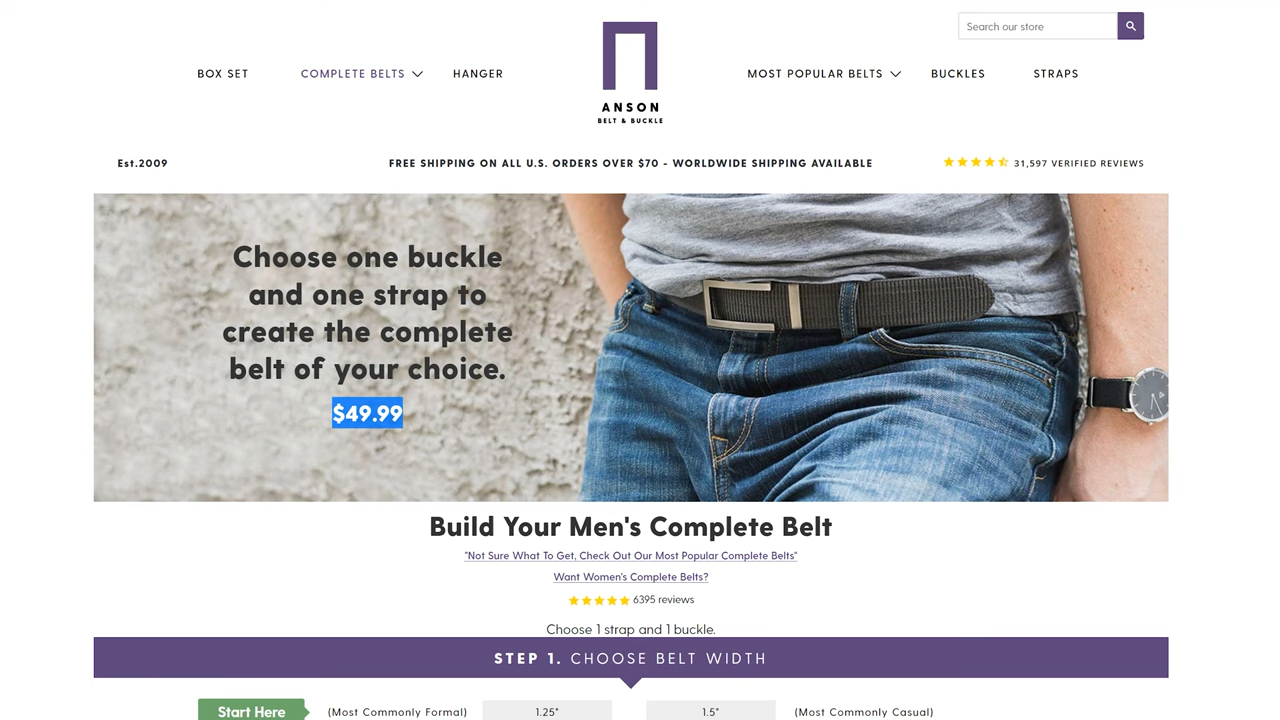 Search our store
BOX SET
COMPLETE BELTS
HANGER
ANSON
BELT & BUCKLE
MOST POPULAR BELTS
BUCKLES
STRAPS
Est.2009
FREE SHIPPING ON ALL U.S. ORDERS OVER $70 - WORLDWIDE SHIPPING AVAILABLE
31,597 VERIFIED REVIEWS
Choose one buckle
and one strap to
create the complete
belt of your choice.
$49.99
Build Your Men's Complete Belt
"Not Sure What To Get, Check Out Our Most Popular Complete Belts"
Want Women's Complete Belts?
6395 reviews
Choose 1 strap and 1 buckle.
STEP 1. CHOOSE BELT WIDTH
Start Here
(Most Commonly Formal)
1.25"
1.5"
(Most Commonly Casual)